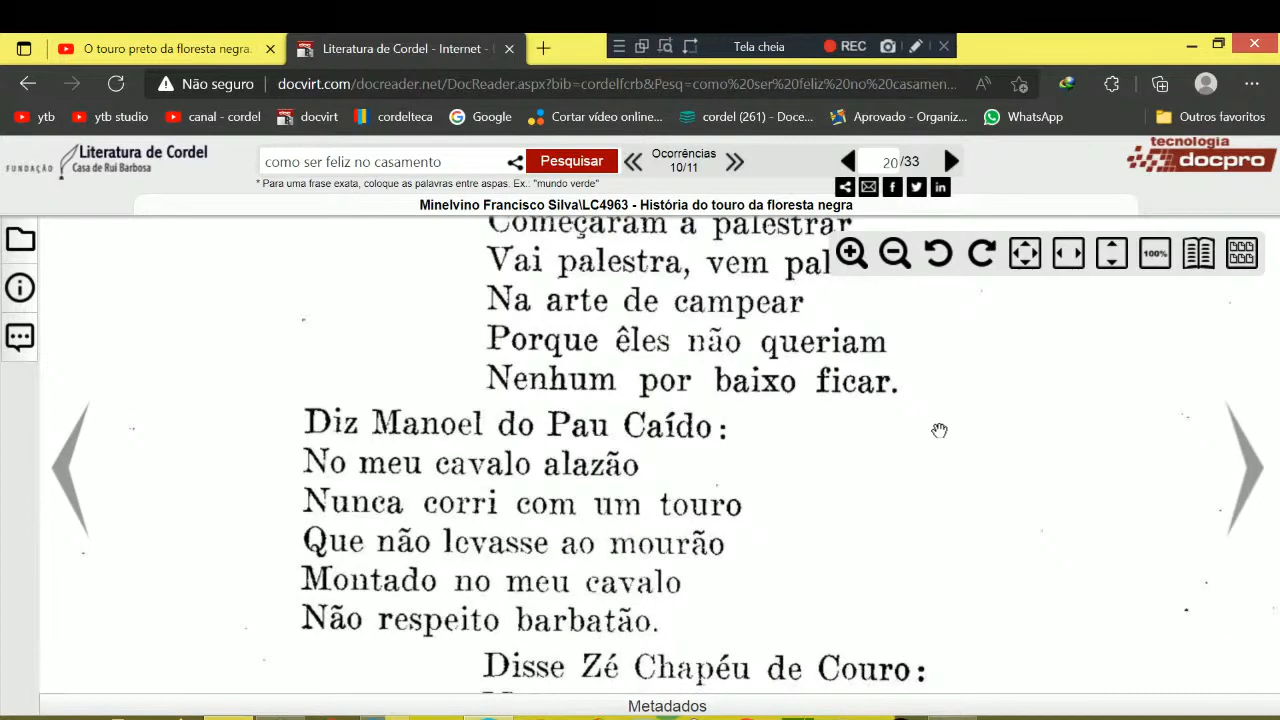 O touro preto da floresta negra.
Literatura de Cordel - Internet -
Tela cheia
REC
Não seguro
docvirt.com/docreader.net/DocReader.aspx?bib=cordelfcrb&Pesq=como%20ser%20feliz%20no%20casamen...
ytb
ytb studio
canal - cordel
docvirt
cordelteca
Google
Cortar vídeo online...
cordel (261) - Doce...
Aprovado - Organiz...
WhatsApp
Outros favoritos
FUNDAÇÃO
Literatura de Cordel
Casa de Rui Barbosa
como ser feliz no casamento
Pesquisar
Ocorrências
10/11
20 /33
tecnologia
docpro
* Para uma frase exata, coloque as palavras entre aspas. Ex.: "mundo verde"
Minelvino Francisco Silva\LC4963 - História do touro da floresta negra
100%
Começaram a palestrar
Vai palestra, vem pal
Na arte de campear
Porque êles não queriam
Nenhum por baixo ficar.
Diz Manoel do Pau Caído:
No meu cavalo alazão
Nunca corri com um touro
Que não levasse ao mourão
Montado no meu cavalo
Não respeito barbatão.
Disse Zé Chapéu de Couro:
Metadados